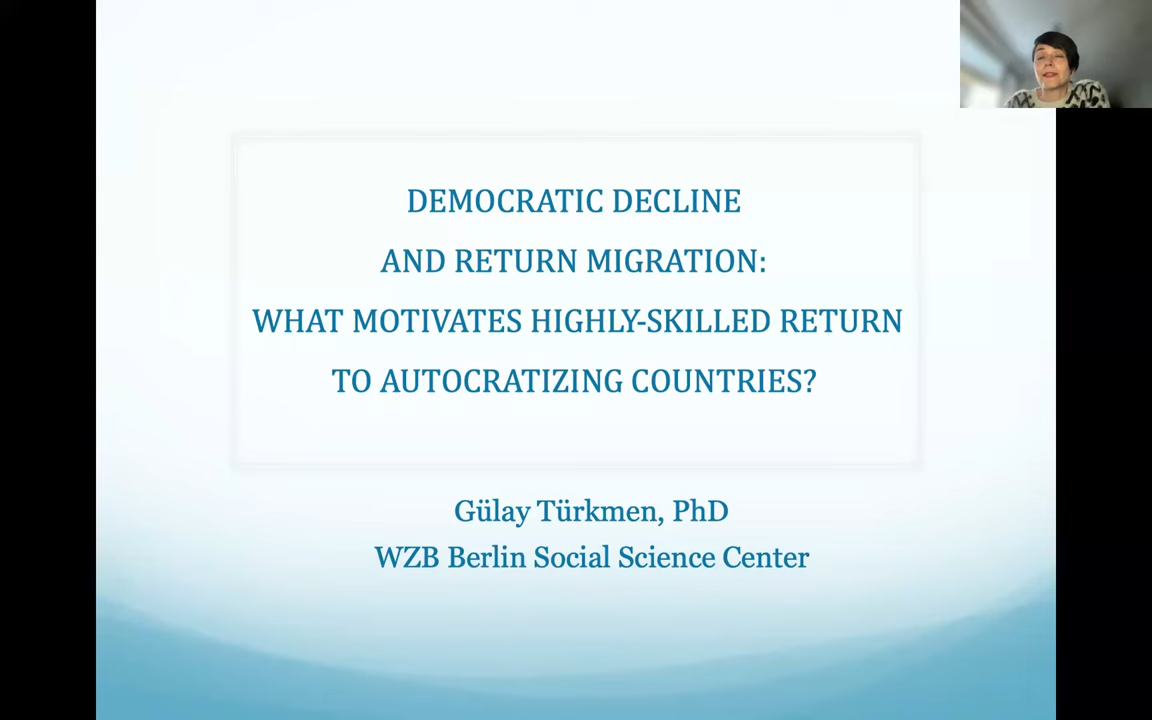 DEMOCRATIC DECLINE
AND RETURN MIGRATION:
WHAT MOTIVATES HIGHLY-SKILLED RETURN
TO AUTOCRATIZING COUNTRIES?
Gülay Türkmen, PhD
WZB Berlin Social Science Center